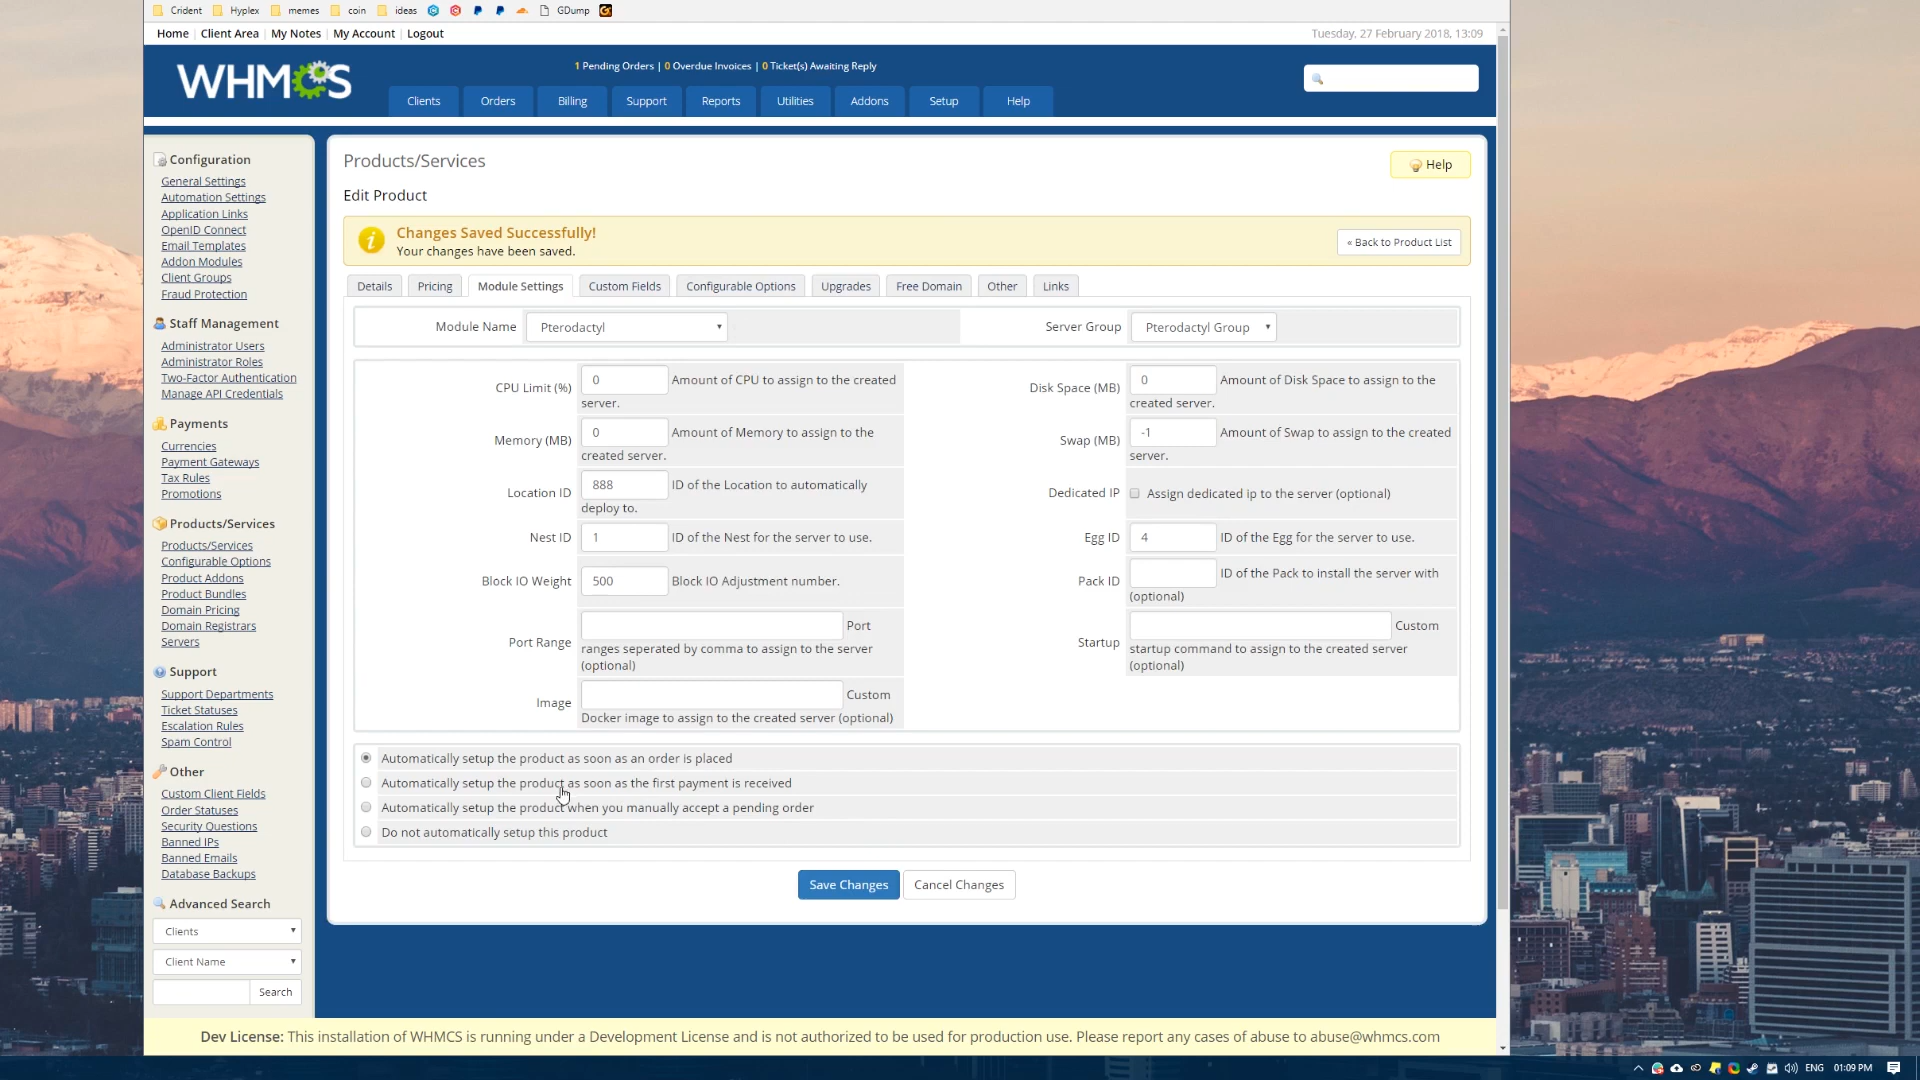 Crident Hyplex memes coin ideas GDump
Home Client Area My Notes My Account Logout
Tuesday, 27 February 2018, 13:09
WHMCS
1 Pending Orders | 0 Overdue Invoices | 0 Ticket(s) Awaiting Reply
Clients Orders Billing Support Reports Utilities Addons Setup Help
Configuration
General Settings
Automation Settings
Application Links
OpenID Connect
Email Templates
Addon Modules
Client Groups
Fraud Protection
Staff Management
Administrator Users
Administrator Roles
Two-Factor Authentication
Manage API Credentials
Payments
Currencies
Payment Gateways
Tax Rules
Promotions
Products/Services
Products/Services
Configurable Options
Product Addons
Product Bundles
Domain Pricing
Domain Registrars
Servers
Support
Support Departments
Ticket Statuses
Escalation Rules
Spam Control
Other
Custom Client Fields
Order Statuses
Security Questions
Banned IPs
Banned Emails
Database Backups
Advanced Search
Clients
Client Name
Search
Products/Services
Help
Edit Product
Changes Saved Successfully!
Your changes have been saved.
« Back to Product List
Details Pricing Module Settings Custom Fields Configurable Options Upgrades Free Domain Other Links
Module Name Pterodactyl
Server Group Pterodactyl Group
CPU Limit (%) 0 Amount of CPU to assign to the created
server.
Disk Space (MB) 0 Amount of Disk Space to assign to the
created server.
Memory (MB) 0 Amount of Memory to assign to the
created server.
Swap (MB) -1 Amount of Swap to assign to the created
server.
Location ID 888 ID of the Location to automatically
deploy to.
Dedicated IP Assign dedicated ip to the server (optional)
Nest ID 1 ID of the Nest for the server to use.
Egg ID 4 ID of the Egg for the server to use.
Block IO Weight 500 Block IO Adjustment number.
Pack ID ID of the Pack to install the server with
(optional)
Port Range Port
ranges seperated by comma to assign to the server
(optional)
Startup Custom
startup command to assign to the created server
(optional)
Image Custom
Docker image to assign to the created server (optional)
Automatically setup the product as soon as an order is placed
Automatically setup the product as soon as the first payment is received
Automatically setup the product when you manually accept a pending order
Do not automatically setup this product
Save Changes Cancel Changes
Dev License: This installation of WHMCS is running under a Development License and is not authorized to be used for production use. Please report any cases of abuse to abuse@whmcs.com
ENG 01:09 PM